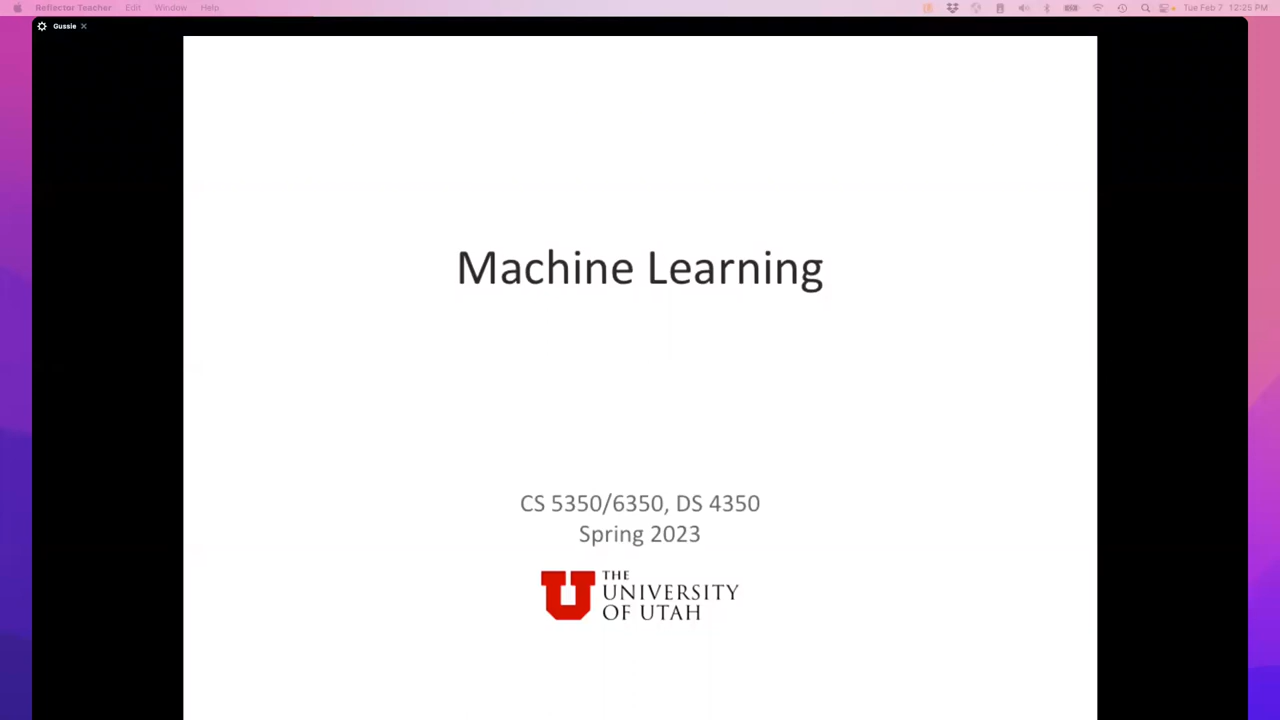 Reflector Teacher Edit Window Help Tue Feb 7 12:25 PM
Gussie
Machine Learning
CS 5350/6350, DS 4350
Spring 2023
THE
UNIVERSITY
OF UTAH